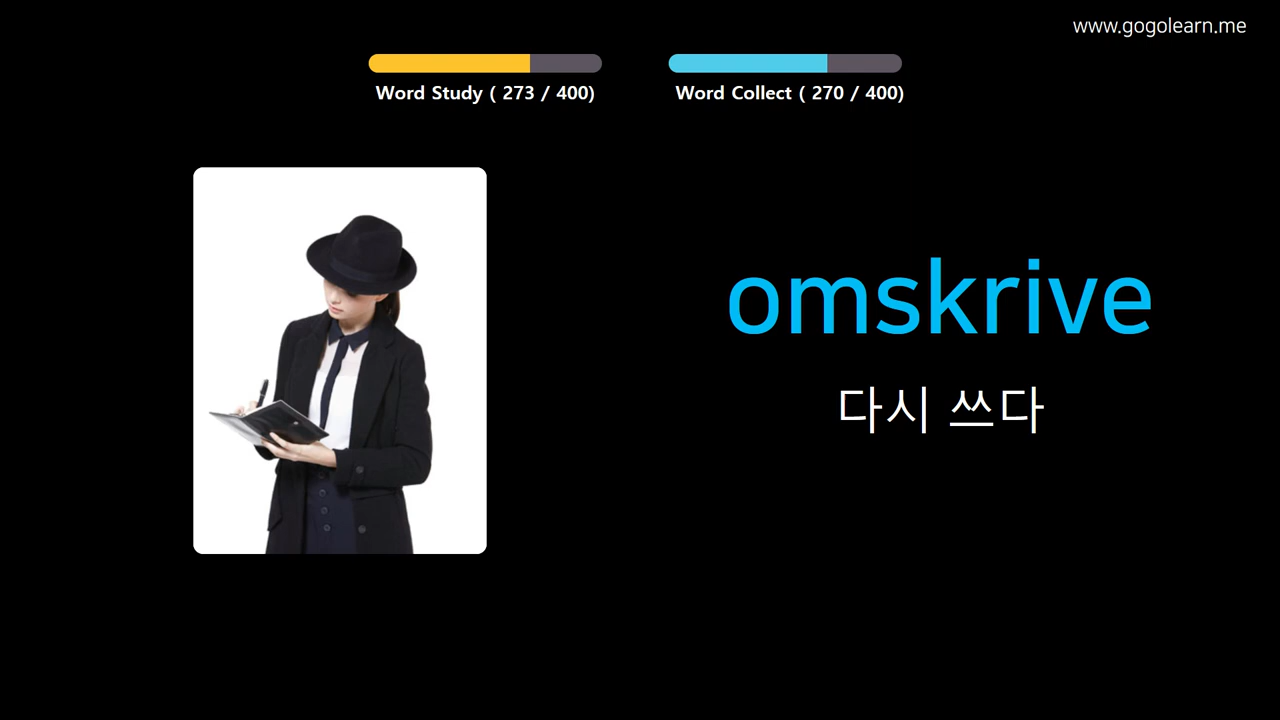 www.gogolearn.me
Word Study ( 273 / 400)
Word Collect ( 270 / 400)
omskrive
다시 쓰다